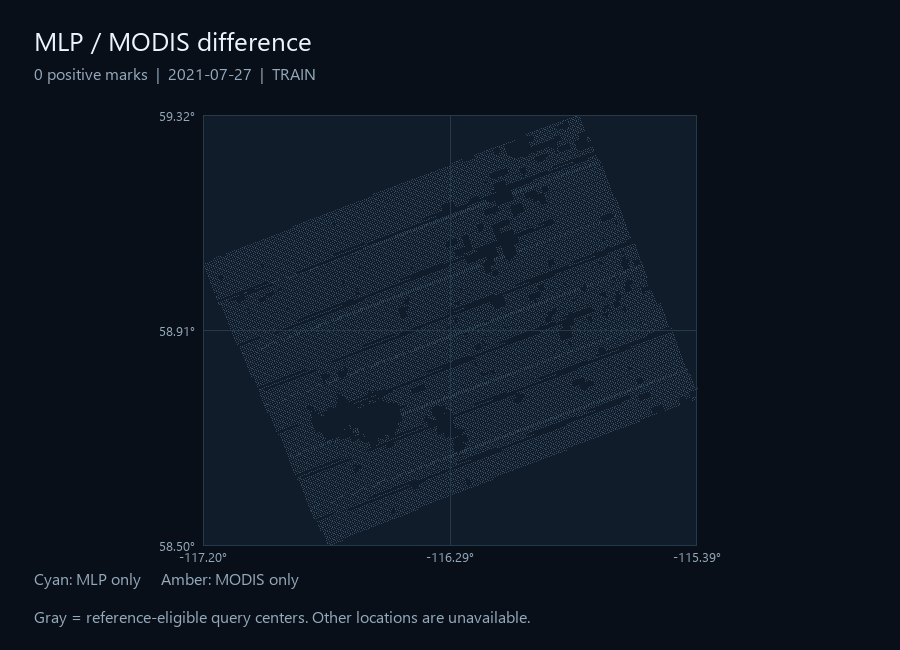 MLP / MODIS difference
0 positive marks | 2021-07-27 | TRAIN
59.32°
58.91°
58.50°
-117.20° -116.29° -115.39°
Cyan: MLP only Amber: MODIS only
Gray = reference-eligible query centers. Other locations are unavailable.